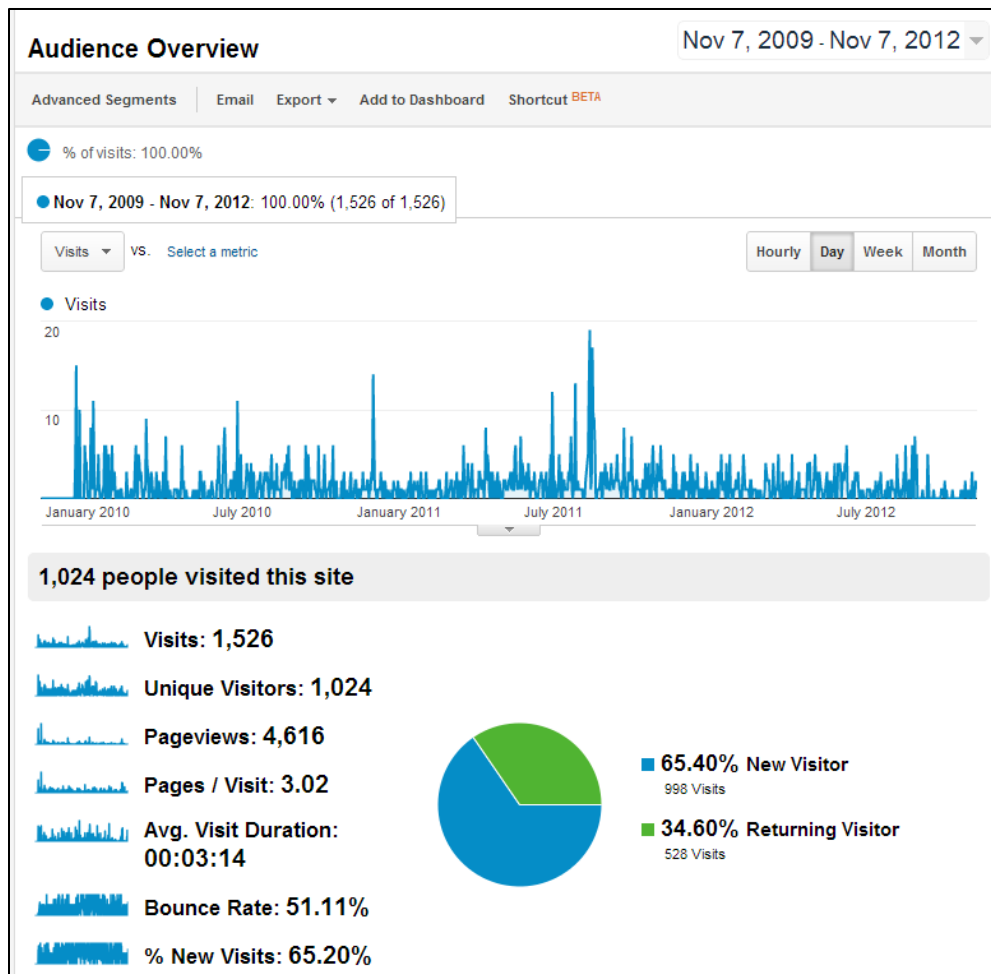 Audience Overview
Nov 7, 2009 - Nov 7, 2012
Advanced Segments Email Export Add to Dashboard Shortcut BETA
% of visits: 100.00%
Nov 7, 2009 - Nov 7, 2012: 100.00% (1,526 of 1,526)
Visits vs. Select a metric
Hourly Day Week Month
Visits
20
10
January 2010 July 2010 January 2011 July 2011 January 2012 July 2012
1,024 people visited this site
Visits: 1,526
Unique Visitors: 1,024
Pageviews: 4,616
Pages / Visit: 3.02
Avg. Visit Duration:
00:03:14
Bounce Rate: 51.11%
% New Visits: 65.20%
65.40% New Visitor
998 Visits
34.60% Returning Visitor
528 Visits